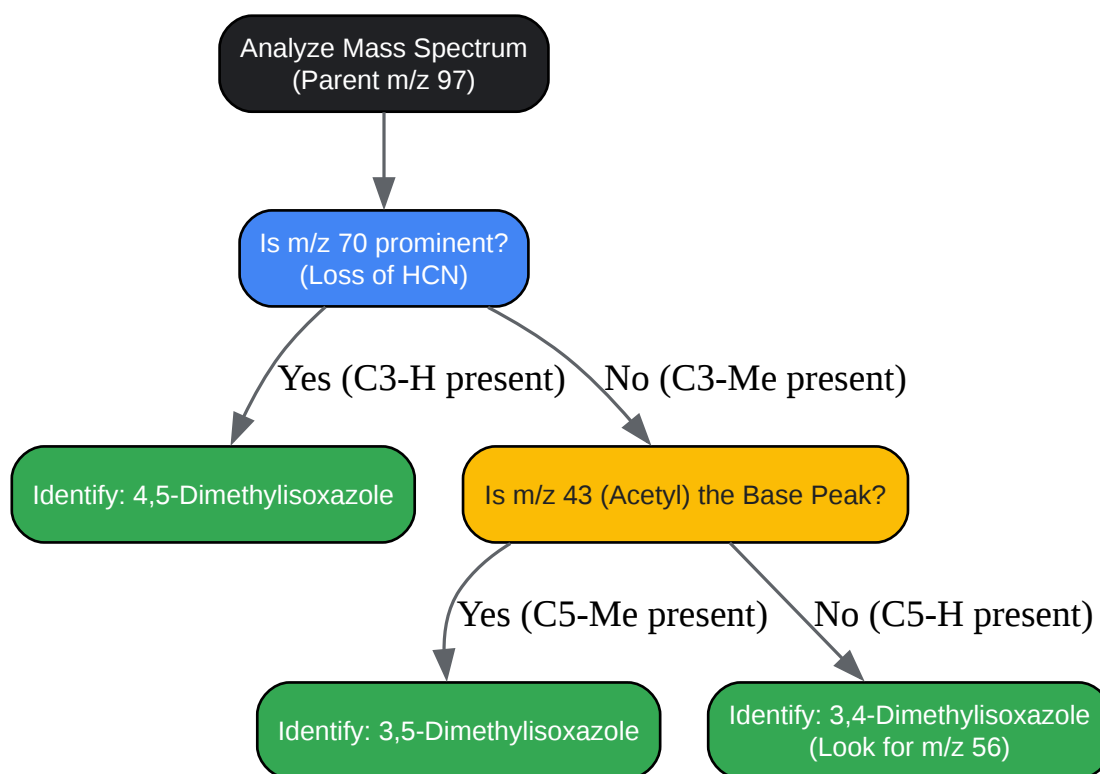 Analyze Mass Spectrum
(Parent m/z 97)
Is m/z 70 prominent?
(Loss of HCN)
Yes (C3-H present)
No (C3-Me present)
Identify: 4,5-Dimethylisoxazole
Is m/z 43 (Acetyl) the Base Peak?
Yes (C5-Me present)
No (C5-H present)
Identify: 3,5-Dimethylisoxazole
Identify: 3,4-Dimethylisoxazole
(Look for m/z 56)